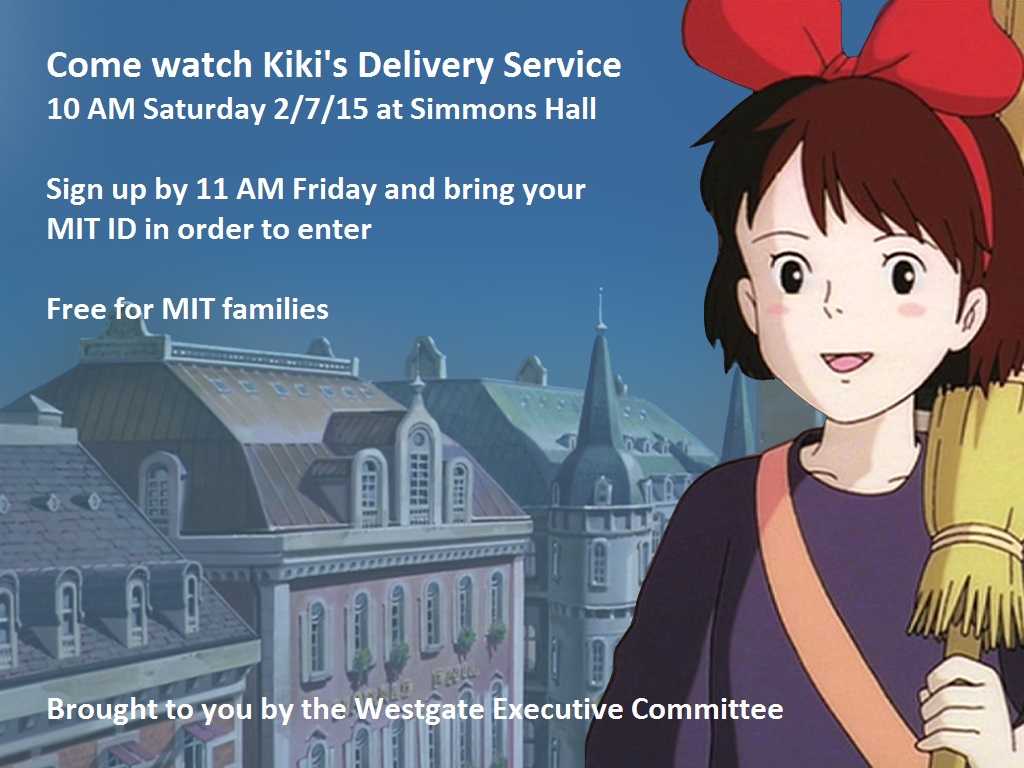 Come watch Kiki's Delivery Service
10 AM Saturday 2/7/15 at Simmons Hall
Sign up by 11 AM Friday and bring your
MIT ID in order to enter
Free for MIT families
Brought to you by the Westgate Executive Committee